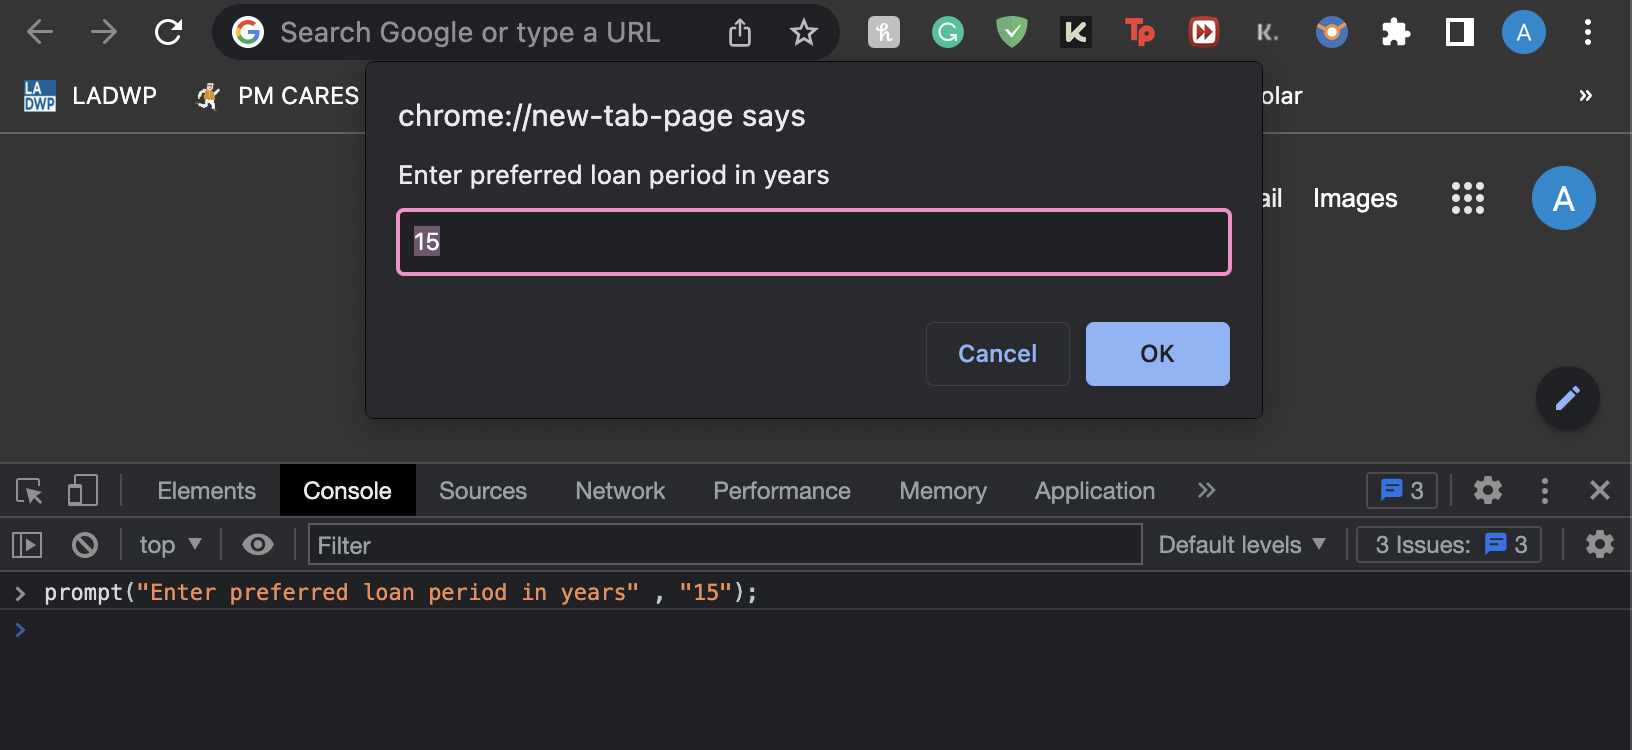 Search Google or type a URL
A
LA
DWP
LADWP
PM CARES
olar
»
chrome://new-tab-page says
Enter preferred loan period in years
15
Cancel
OK
ail
Images
A
Elements
Console
Sources
Network
Performance
Memory
Application
3
top
Filter
Default levels
3 Issues:
3
> prompt("Enter preferred loan period in years" , "15");
>